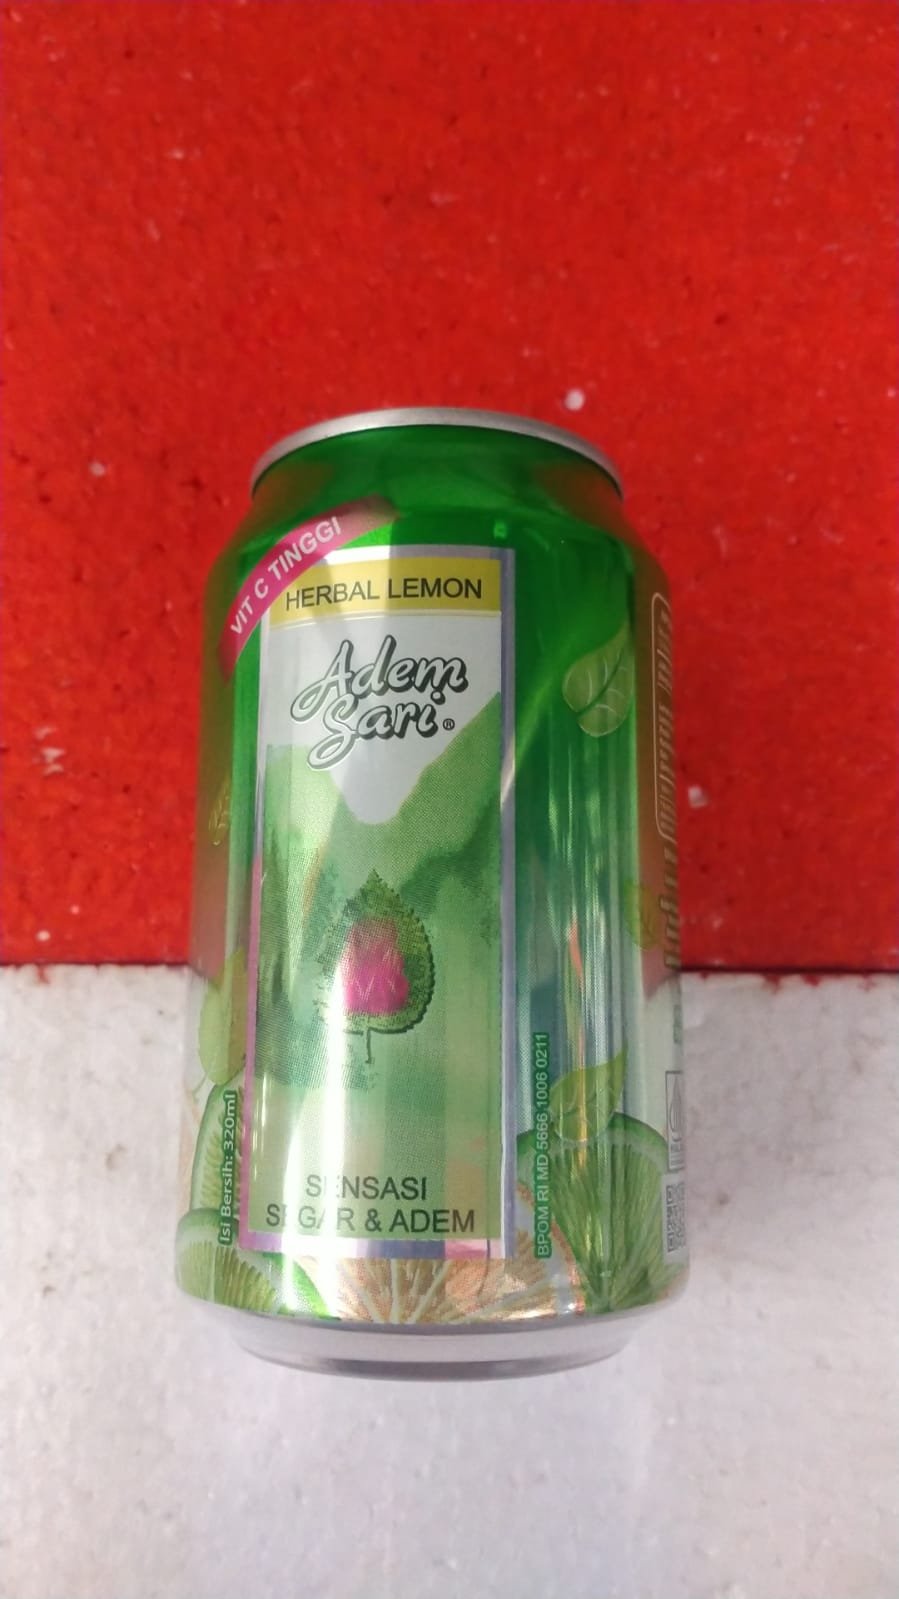 VIT C TINGGI
HERBAL LEMON
Adem
Sari ®
SENSASI
SEGAR & ADEM
Isi Bersih: 320ml
BPOM RI MD 5666 1006 0211